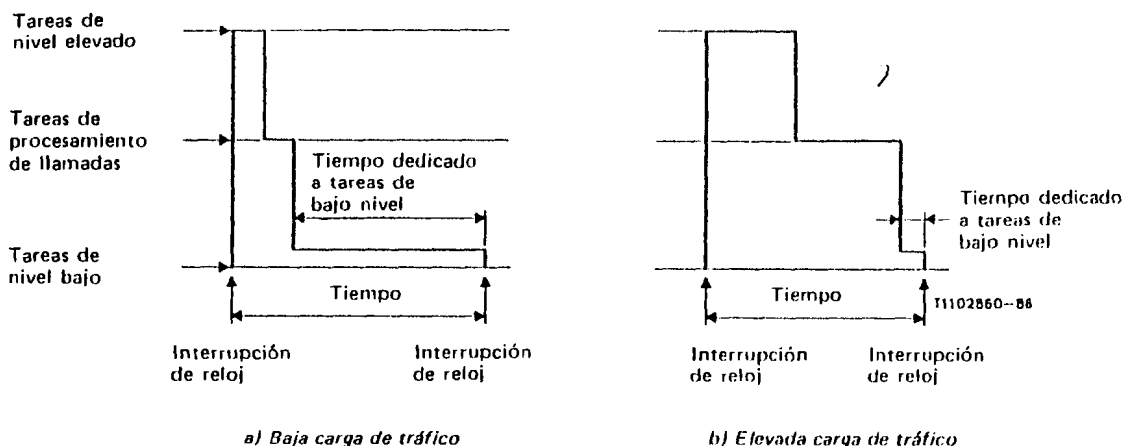 Tareas de
nivel elevado
Tareas de
procesamiento
de llamadas
Tiempo dedicado
a tareas de
bajo nivel
Tareas de
nivel bajo
Tiempo
Interrupción
de reloj
Interrupción
de reloj
a) Baja carga de tráfico
Tiempo dedicado
a tareas de
bajo nivel
Tiempo
T1102860-88
Interrupción
de reloj
Interrupción
de reloj
b) Elevada carga de tráfico